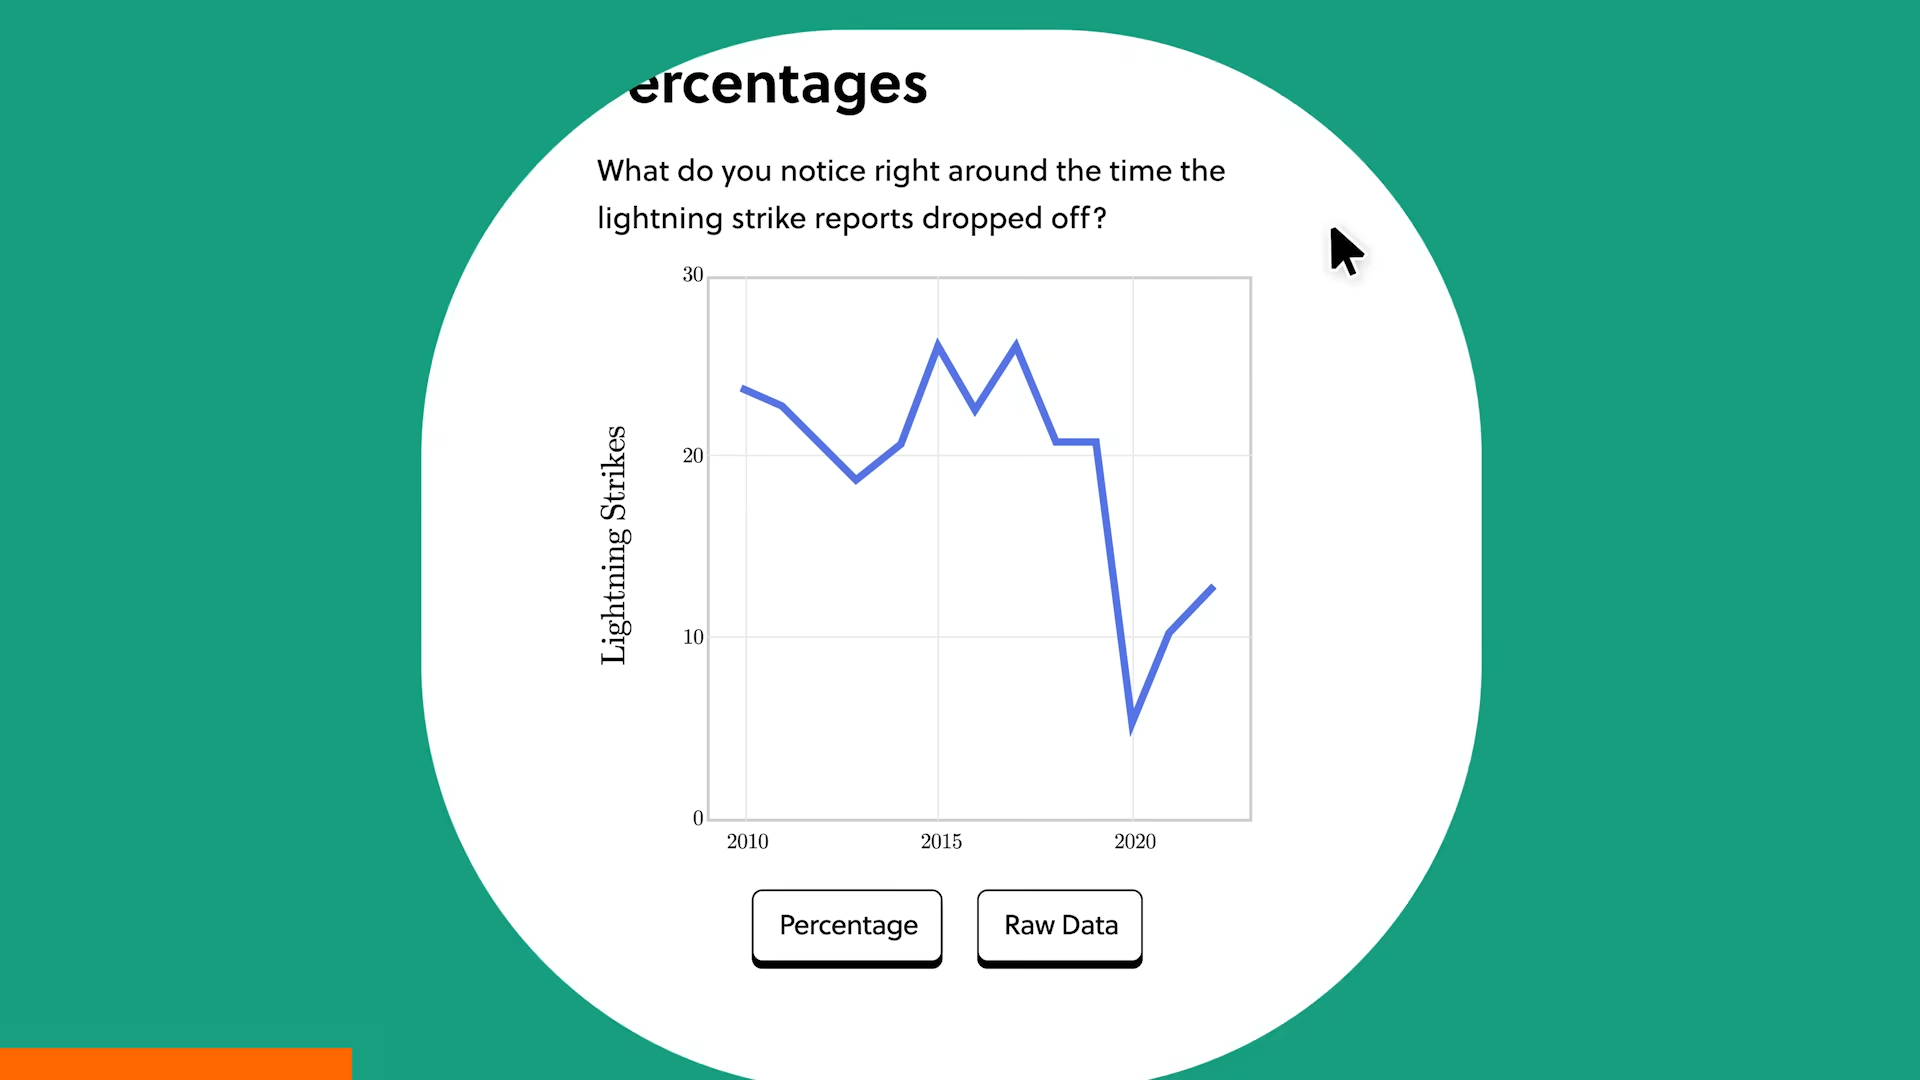 ercentages
What do you notice right around the time the
lightning strike reports dropped off?
30
20
10
0
Lightning Strikes
2010 2015 2020
Percentage Raw Data